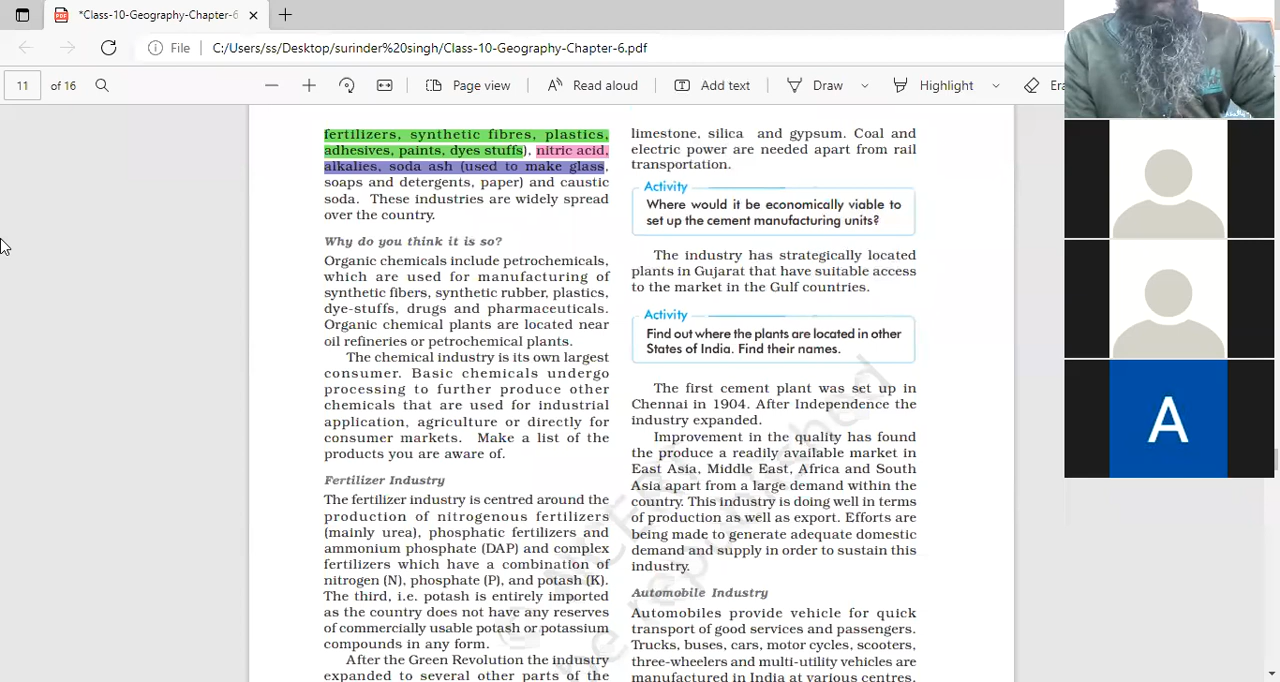 *Class-10-Geography-Chapter-6
File
C:/Users/ss/Desktop/surinder%20singh/Class-10-Geography-Chapter-6.pdf
11 of 16
Page view
Read aloud
Add text
Draw
Highlight
fertilizers, synthetic fibres, plastics,
adhesives, paints, dyes stuffs), nitric acid,
alkalies, soda ash (used to make glass,
soaps and detergents, paper) and caustic
soda. These industries are widely spread
over the country.
Why do you think it is so?
Organic chemicals include petrochemicals,
which are used for manufacturing of
synthetic fibers, synthetic rubber, plastics,
dye-stuffs, drugs and pharmaceuticals.
Organic chemical plants are located near
oil refineries or petrochemical plants.
The chemical industry is its own largest
consumer. Basic chemicals undergo
processing to further produce other
chemicals that are used for industrial
application, agriculture or directly for
consumer markets. Make a list of the
products you are aware of.
Fertilizer Industry
The fertilizer industry is centred around the
production of nitrogenous fertilizers
(mainly urea), phosphatic fertilizers and
ammonium phosphate (DAP) and complex
fertilizers which have a combination of
nitrogen (N), phosphate (P), and potash (K).
The third, i.e. potash is entirely imported
as the country does not have any reserves
of commercially usable potash or potassium
compounds in any form.
After the Green Revolution the industry
expanded to several other parts of the
limestone, silica and gypsum. Coal and
electric power are needed apart from rail
transportation.
Activity
Where would it be economically viable to
set up the cement manufacturing units?
The industry has strategically located
plants in Gujarat that have suitable access
to the market in the Gulf countries.
Activity
Find out where the plants are located in other
States of India. Find their names.
The first cement plant was set up in
Chennai in 1904. After Independence the
industry expanded.
Improvement in the quality has found
the produce a readily available market in
East Asia, Middle East, Africa and South
Asia apart from a large demand within the
country. This industry is doing well in terms
of production as well as export. Efforts are
being made to generate adequate domestic
demand and supply in order to sustain this
industry.
Automobile Industry
Automobiles provide vehicle for quick
transport of good services and passengers.
Trucks, buses, cars, motor cycles, scooters,
three-wheelers and multi-utility vehicles are
manufactured in India at various centres.
A